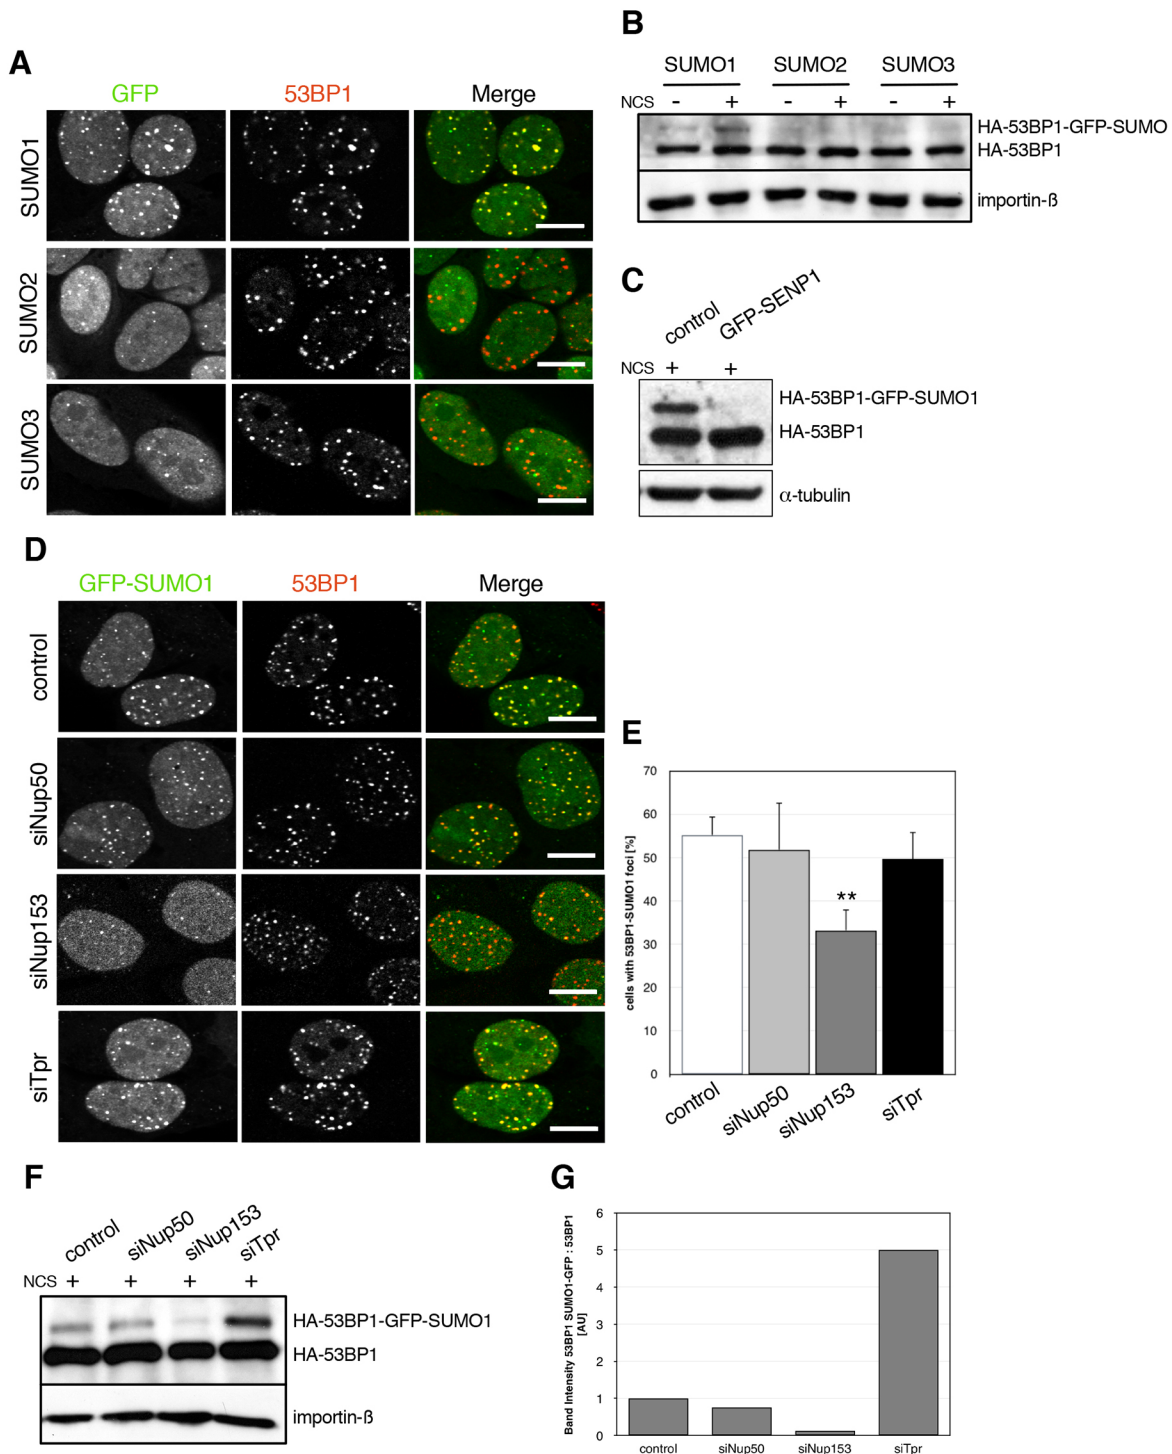 A
GFP 53BP1 Merge
SUMO1
SUMO2
SUMO3
B
SUMO1 SUMO2 SUMO3
NCS - + - + - +
HA-53BP1-GFP-SUMO
HA-53BP1
importin-ß
C
control GFP-SENP1
NCS + +
HA-53BP1-GFP-SUMO1
HA-53BP1
α-tubulin
D
GFP-SUMO1 53BP1 Merge
control
siNup50
siNup153
siTpr
E
cells with 53BP1-SUMO1 foci [%]
70
60
50
40
30
20
10
0
**
control siNup50 siNup153 siTpr
F
control siNup50 siNup153 siTpr
NCS + + + +
HA-53BP1-GFP-SUMO1
HA-53BP1
importin-ß
G
Band Intensity 53BP1 SUMO1-GFP : 53BP1
[AU]
6
5
4
3
2
1
0
control siNup50 siNup153 siTpr